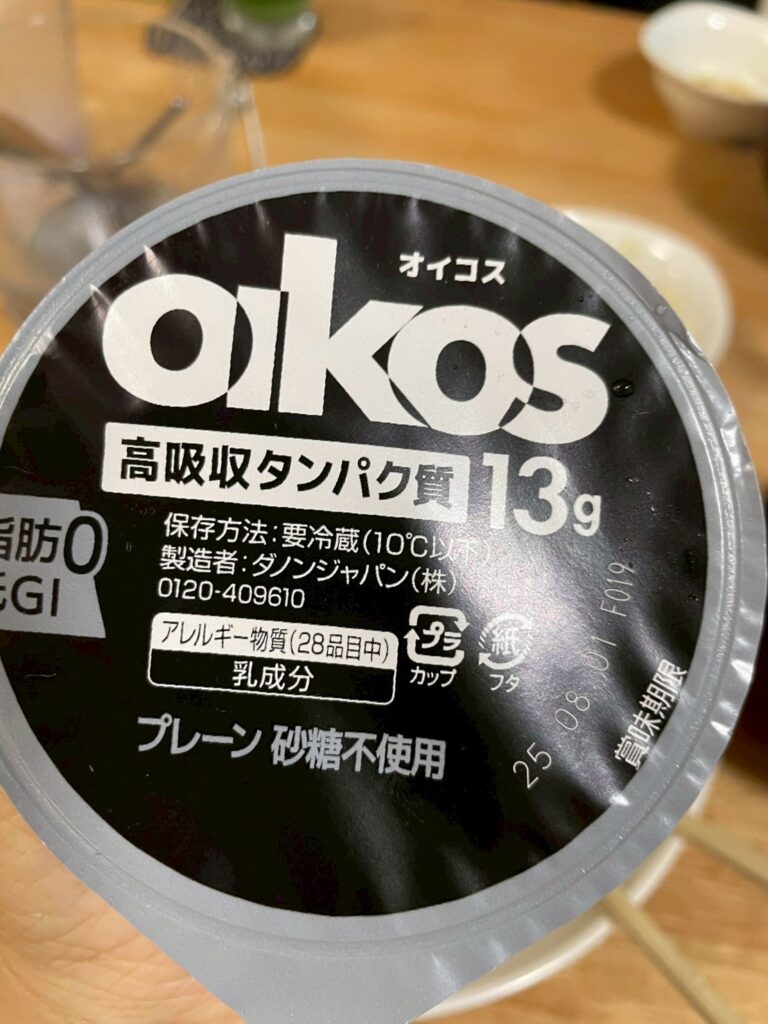 オイコス
oikos
高吸収タンパク質 13g
脂肪0
GI
保存方法:要冷蔵(10℃以下)
製造者:ダノンジャパン(株)
0120-409610
アレルギー物質(28品目中)
乳成分
プラ
カップ
紙
フタ
プレーン 砂糖不使用
25 08 01 F019
賞味期限